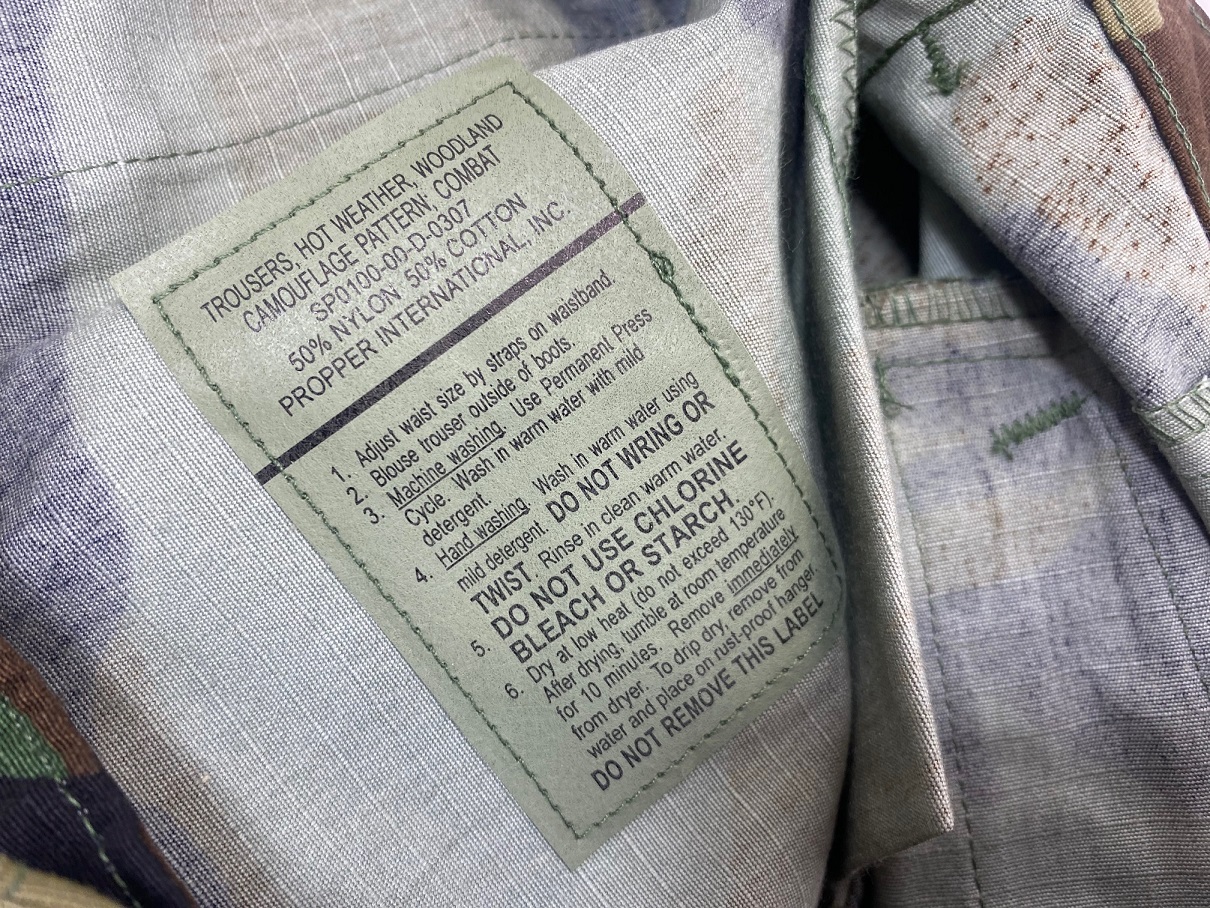 TROUSERS, HOT WEATHER, WOODLAND
CAMOUFLAGE PATTERN: COMBAT
SP0100-00-D-0307
50% NYLON 50% COTTON
PROPPER INTERNATIONAL, INC.
1. Adjust waist size by straps on waistband.
2. Blouse trouser outside of boots.
3. Machine washing. Use Permanent Press
Cycle. Wash in warm water with mild
detergent.
4. Hand washing. Wash in warm water using
mild detergent. DO NOT WRING OR
TWIST. Rinse in clean warm water.
5. DO NOT USE CHLORINE
BLEACH OR STARCH.
6. Dry at low heat (do not exceed 130°F).
After drying, tumble at room temperature
for 10 minutes. Remove immediately
from dryer. To drip dry, remove from
water and place on rust-proof hanger.
DO NOT REMOVE THIS LABEL